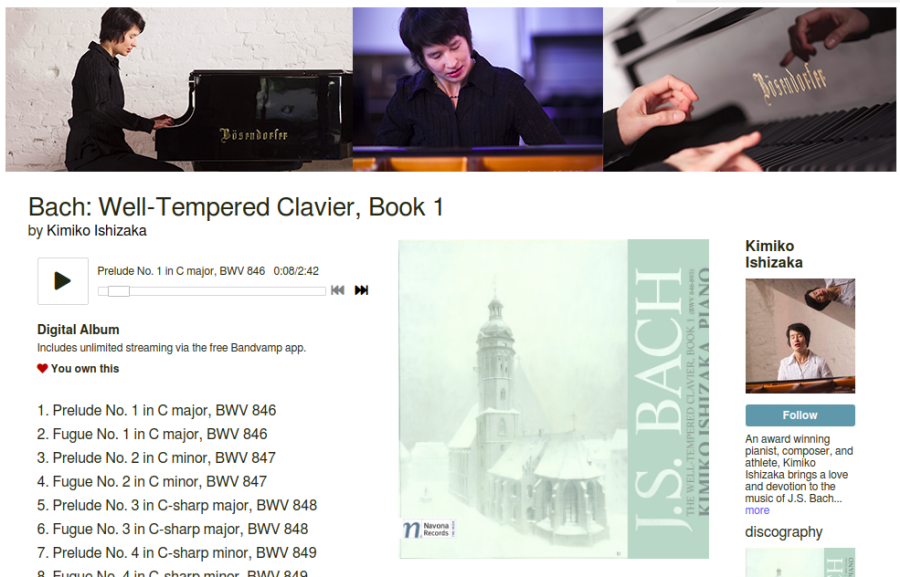 Bösendorfer
Bösendorfer
Bach: Well-Tempered Clavier, Book 1
by Kimiko Ishizaka
Prelude No. 1 in C major, BWV 846 0:08/2:42
Digital Album
Includes unlimited streaming via the free Bandvamp app.
You own this
1. Prelude No. 1 in C major, BWV 846
2. Fugue No. 1 in C major, BWV 846
3. Prelude No. 2 in C minor, BWV 847
4. Fugue No. 2 in C minor, BWV 847
5. Prelude No. 3 in C-sharp major, BWV 848
6. Fugue No. 3 in C-sharp major, BWV 848
7. Prelude No. 4 in C-sharp minor, BWV 849
8. Fugue No. 4 in C-sharp minor, BWV 849
J.S. BACH
THE WELL-TEMPERED CLAVIER, BOOK 1
KIMIKO ISHIZAKA, PIANO
n Navona
Records
Kimiko
Ishizaka
Follow
An award winning
pianist, composer, and
athlete, Kimiko
Ishizaka brings a love
and devotion to the
music of J.S. Bach...
more
discography